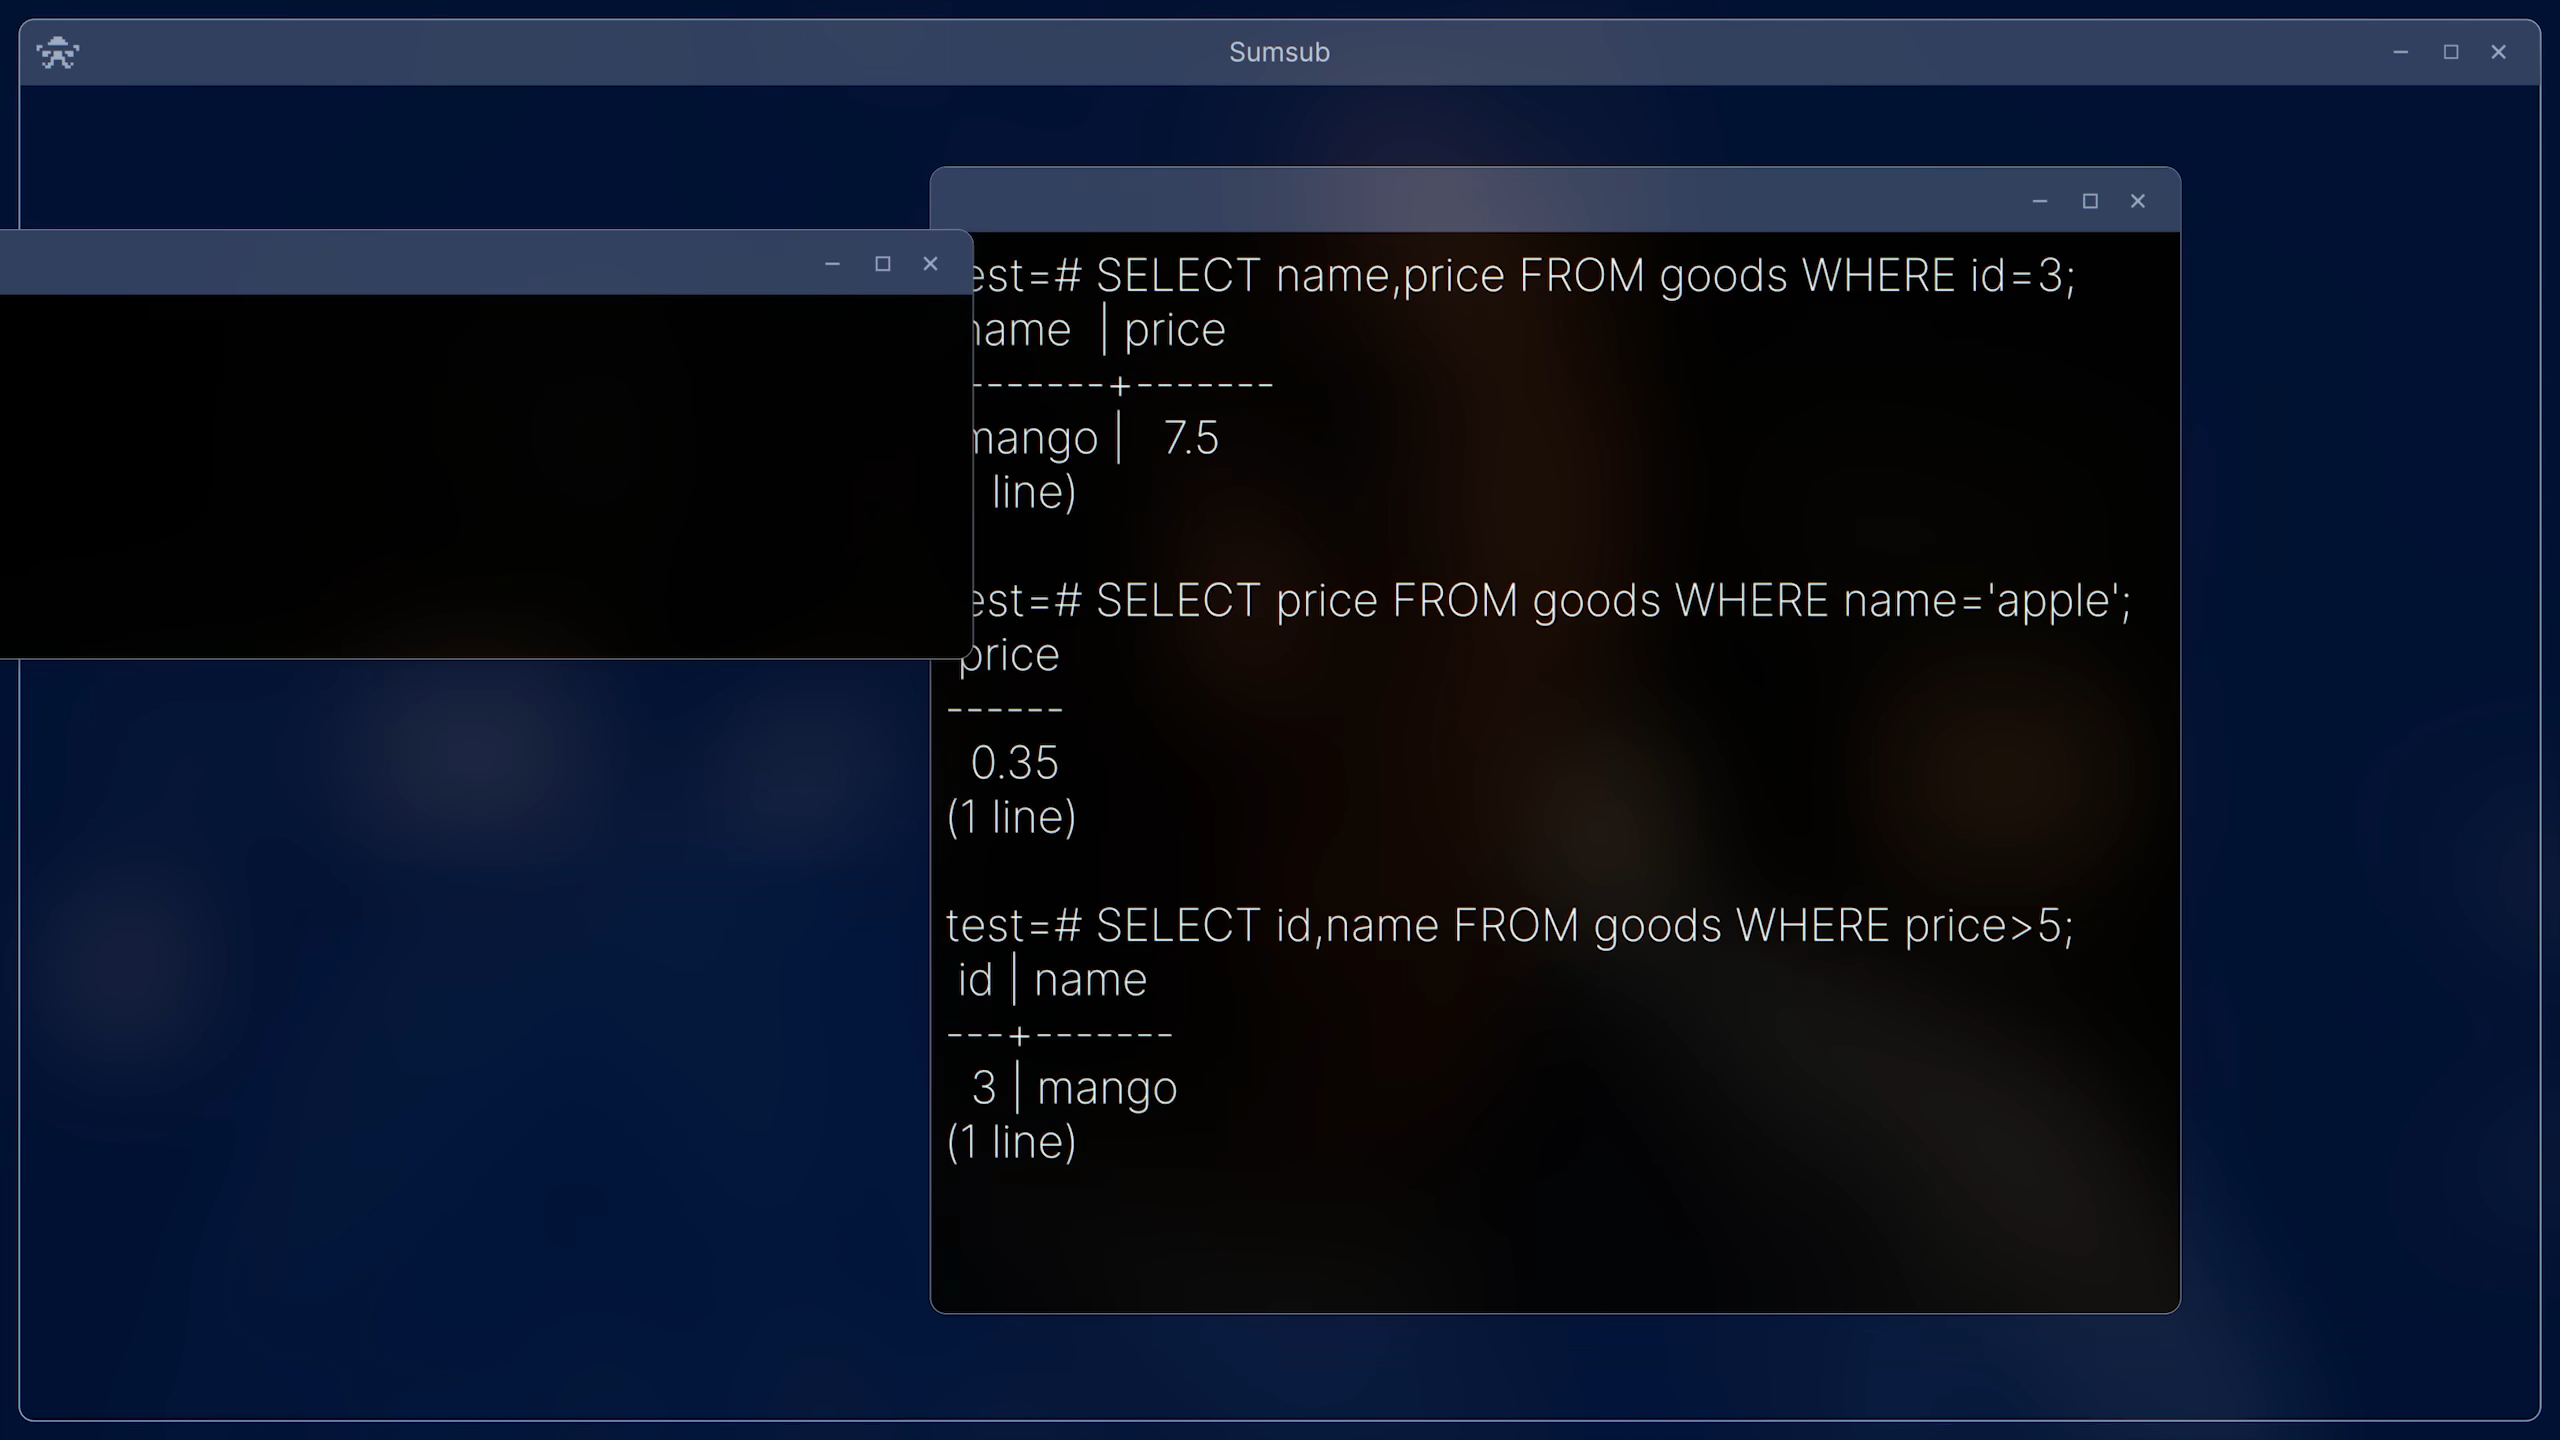 Sumsub
est=# SELECT name,price FROM goods WHERE id=3;
name | price
-------+-------
mango | 7.5
line)
est=# SELECT price FROM goods WHERE name='apple';
price
------
0.35
(1 line)
test=# SELECT id,name FROM goods WHERE price>5;
id | name
---+-------
3 | mango
(1 line)